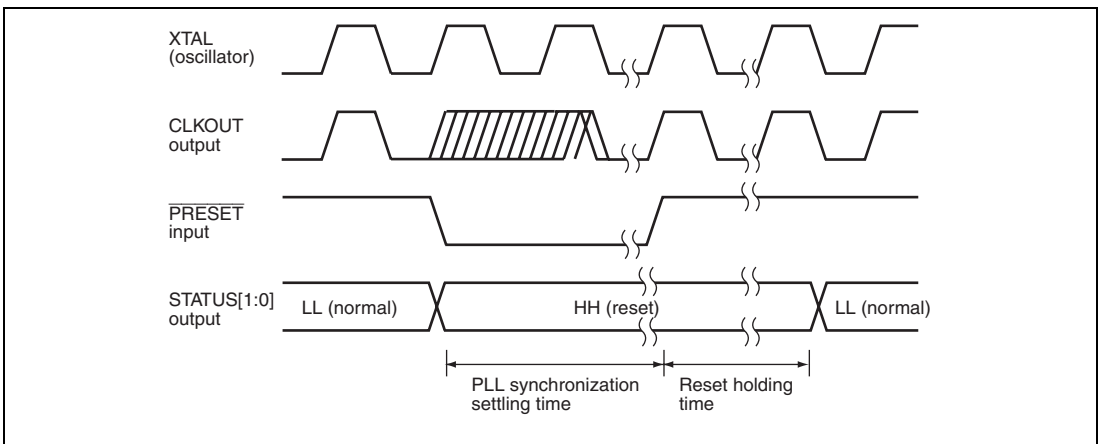 XTAL
(oscillator)
CLKOUT
output
PRESET
input
STATUS[1:0]
output
LL (normal)
HH (reset)
LL (normal)
PLL synchronization
settling time
Reset holding
time